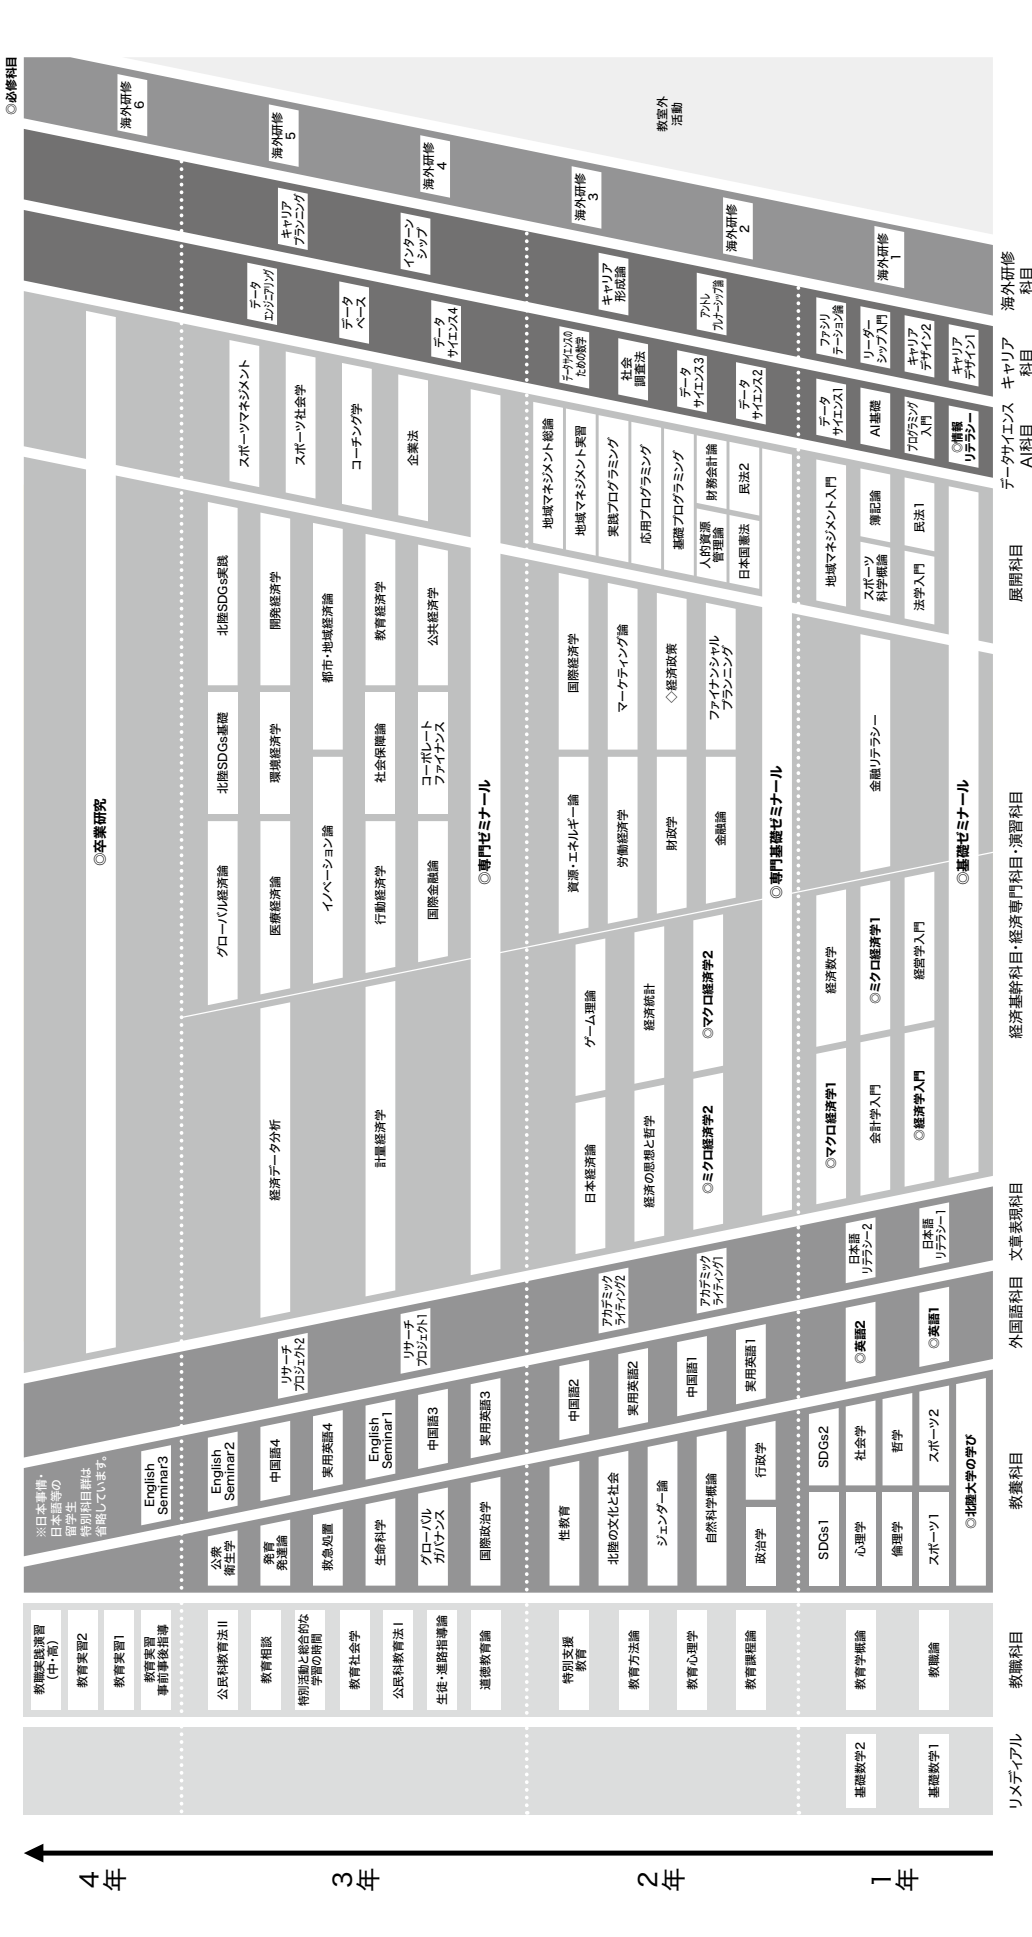 ◎必修科目
4年
※日本事情・
日本語等の
留学生
特別科目群は
省略しています。
教職実践演習
(中・高)
教育実習2
教育実習1
教育実習
事前事後指導
English
Seminar3
◎卒業研究
海外研修
6
3年
公民科教育法Ⅱ
教育相談
特別活動と総合的な
学習の時間
教育社会学
公民科教育法Ⅰ
生徒・進路指導論
道徳教育論
公衆
衛生学
発育
発達論
救急処置
生命科学
グローバル
ガバナンス
国際政治学
English
Seminar2
中国語4
実用英語4
English
Seminar1
中国語3
実用英語3
リサーチ
プロジェクト2
リサーチ
プロジェクト1
経済データ分析
計量経済学
グローバル経済論
北陸SDGs基礎
北陸SDGs実践
医療経済論
環境経済学
開発経済学
イノベーション論
都市・地域経済論
行動経済学
社会保障論
教育経済学
国際金融論
コーポレート
ファイナンス
公共経済学
◎専門ゼミナール
スポーツマネジメント
スポーツ社会学
コーチング学
企業法
データ
エンジニアリング
データ
ベース
データ
サイエンス4
キャリア
プランニング
インターン
シップ
海外研修
5
海外研修
4
2年
特別支援
教育
教育方法論
教育心理学
教育課程論
性教育
北陸の文化と社会
ジェンダー論
自然科学概論
政治学
行政学
中国語2
実用英語2
中国語1
実用英語1
アカデミック
ライティング2
アカデミック
ライティング1
日本経済論
ゲーム理論
経済の思想と哲学
経済統計
◎ミクロ経済学2
◎マクロ経済学2
資源・エネルギー論
国際経済学
労働経済学
マーケティング論
財政学
◇経済政策
金融論
ファイナンシャル
プランニング
◎専門基礎ゼミナール
地域マネジメント総論
地域マネジメント実習
実践プログラミング
応用プログラミング
基礎プログラミング
人的資源
管理論
財務会計論
日本国憲法
民法2
データサイエンスの
ための数学
社会
調査法
データ
サイエンス3
データ
サイエンス2
キャリア
形成論
アントレ
プレナーシップ論
海外研修
3
海外研修
2
教室外
活動
1年
基礎数学2
基礎数学1
教育学概論
教職論
SDGs1
SDGs2
心理学
社会学
倫理学
哲学
スポーツ1
スポーツ2
◎北陸大学の学び
◎英語2
◎英語1
日本語
リテラシー2
日本語
リテラシー1
◎マクロ経済学1
経済数学
会計学入門
◎ミクロ経済学1
◎経済学入門
経営学入門
金融リテラシー
◎基礎ゼミナール
地域マネジメント入門
スポーツ
科学概論
簿記論
法学入門
民法1
データ
サイエンス1
AI基礎
プログラミング
入門
◎情報
リテラシー
ファシリ
テーション論
リーダー
シップ入門
キャリア
デザイン2
キャリア
デザイン1
海外研修
1
リメディアル
教職科目
教養科目
外国語科目
文章表現科目
経済基幹科目・経済専門科目・演習科目
展開科目
データサイエンス
AI科目
キャリア
科目
海外研修
科目